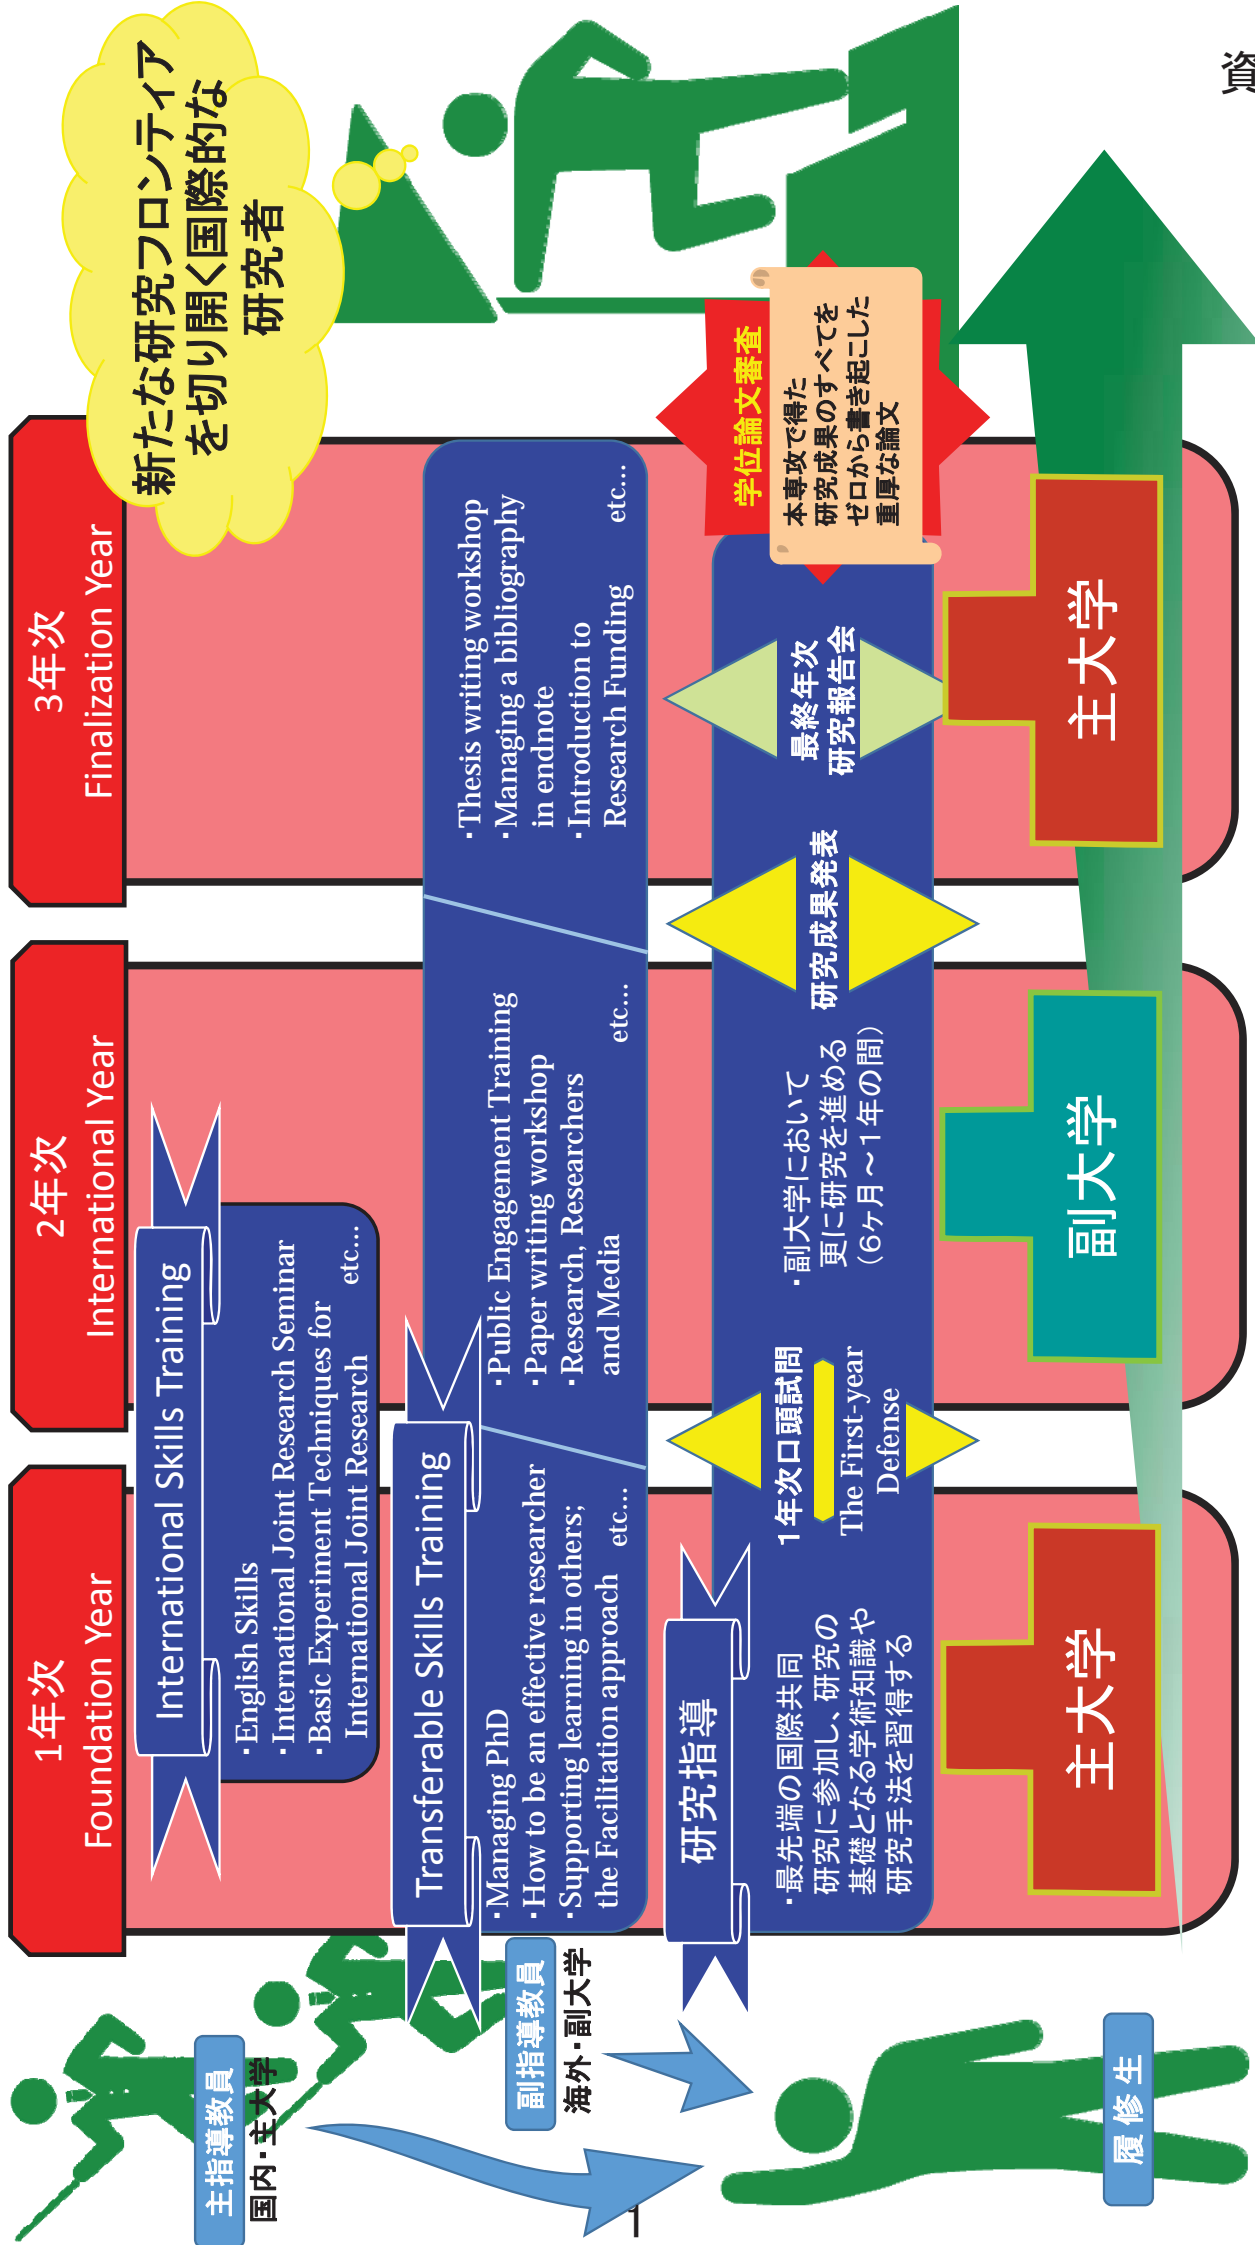 資
新たな研究フロンティア
を切り開く国際的な
研究者
1年次
Foundation Year
2年次
International Year
3年次
Finalization Year
International Skills Training
・English Skills
・International Joint Research Seminar
・Basic Experiment Techniques for
International Joint Research
etc...
Transferable Skills Training
・Managing PhD
・How to be an effective researcher
・Supporting learning in others;
the Facilitation approach
etc...
・Public Engagement Training
・Paper writing workshop
・Research, Researchers
and Media
etc...
・Thesis writing workshop
・Managing a bibliography
in endnote
・Introduction to
Research Funding
etc...
研究指導
・最先端の国際共同
研究に参加し、研究の
基礎となる学術知識や
研究手法を習得する
1年次口頭試問
The First-year
Defense
・副大学において
更に研究を進める
（6ヶ月～1年の間）
研究成果発表
最終年次
研究報告会
学位論文審査
本専攻で得た
研究成果のすべてを
ゼロから書き起こした
重厚な論文
主大学
副大学
主大学
主指導教員
国内・主大学
副指導教員
海外・副大学
履修生
1